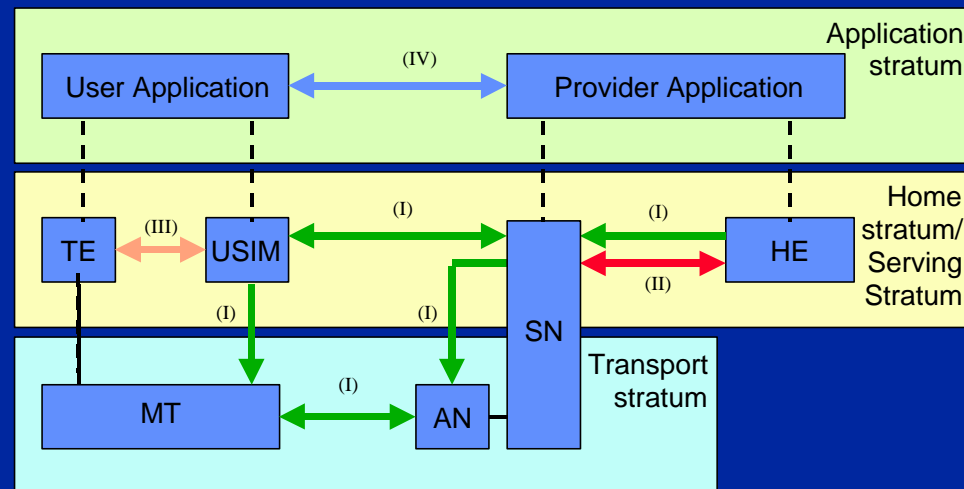 Application
stratum
(IV)
User Application
Provider Application
Home
stratum/
Serving
Stratum
(I)
(I)
(III)
TE
USIM
HE
(II)
(I)
(I)
SN
Transport
stratum
(I)
MT
AN